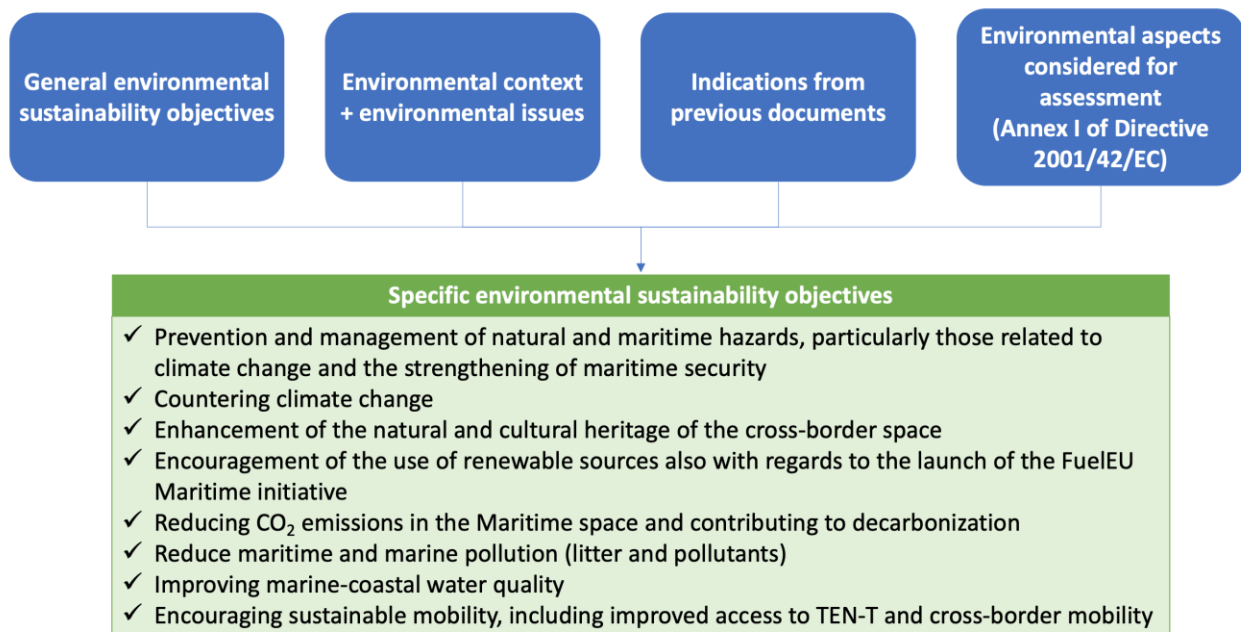 General environmental
sustainability objectives
Environmental context
+ environmental issues
Indications from
previous documents
Environmental aspects
considered for
assessment
(Annex I of Directive
2001/42/EC)
Specific environmental sustainability objectives
✓ Prevention and management of natural and maritime hazards, particularly those related to
climate change and the strengthening of maritime security
✓ Countering climate change
✓ Enhancement of the natural and cultural heritage of the cross-border space
✓ Encouragement of the use of renewable sources also with regards to the launch of the FuelEU
Maritime initiative
✓ Reducing CO₂ emissions in the Maritime space and contributing to decarbonization
✓ Reduce maritime and marine pollution (litter and pollutants)
✓ Improving marine-coastal water quality
✓ Encouraging sustainable mobility, including improved access to TEN-T and cross-border mobility